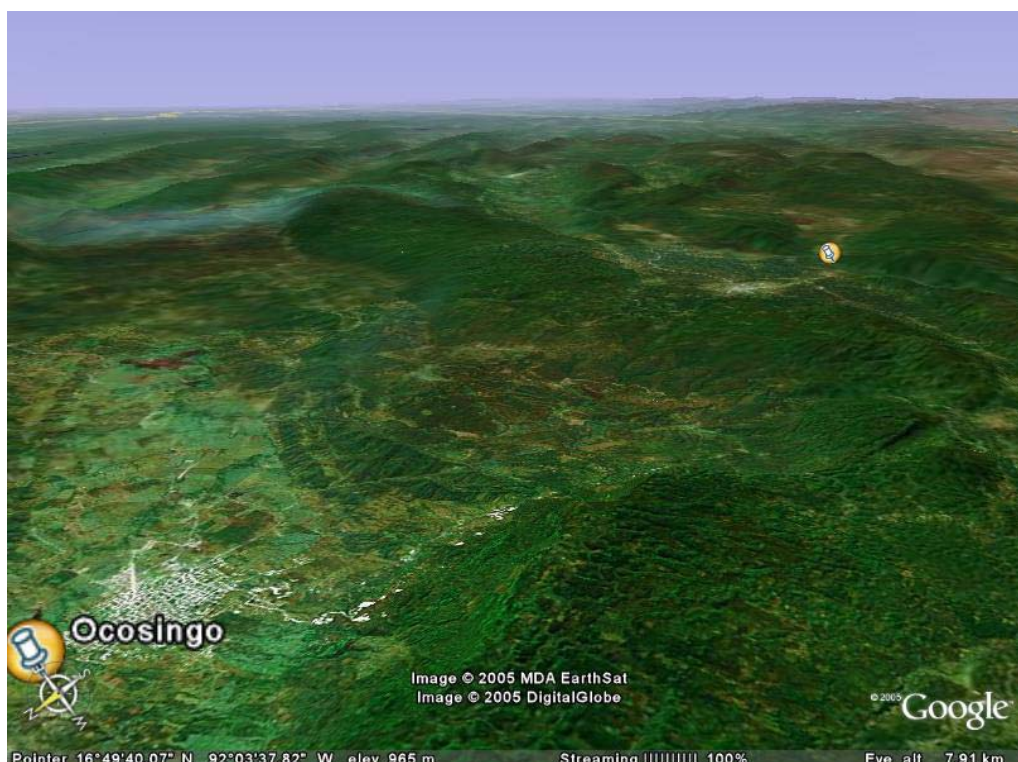 Ocosingo
Image © 2005 MDA EarthSat
Image © 2005 DigitalGlobe
© 2005 Google
Pointer 16°49'40.07" N 92°03'37.82" W elev 965 m Streaming |||||||||| 100% Eye alt 7.91 km